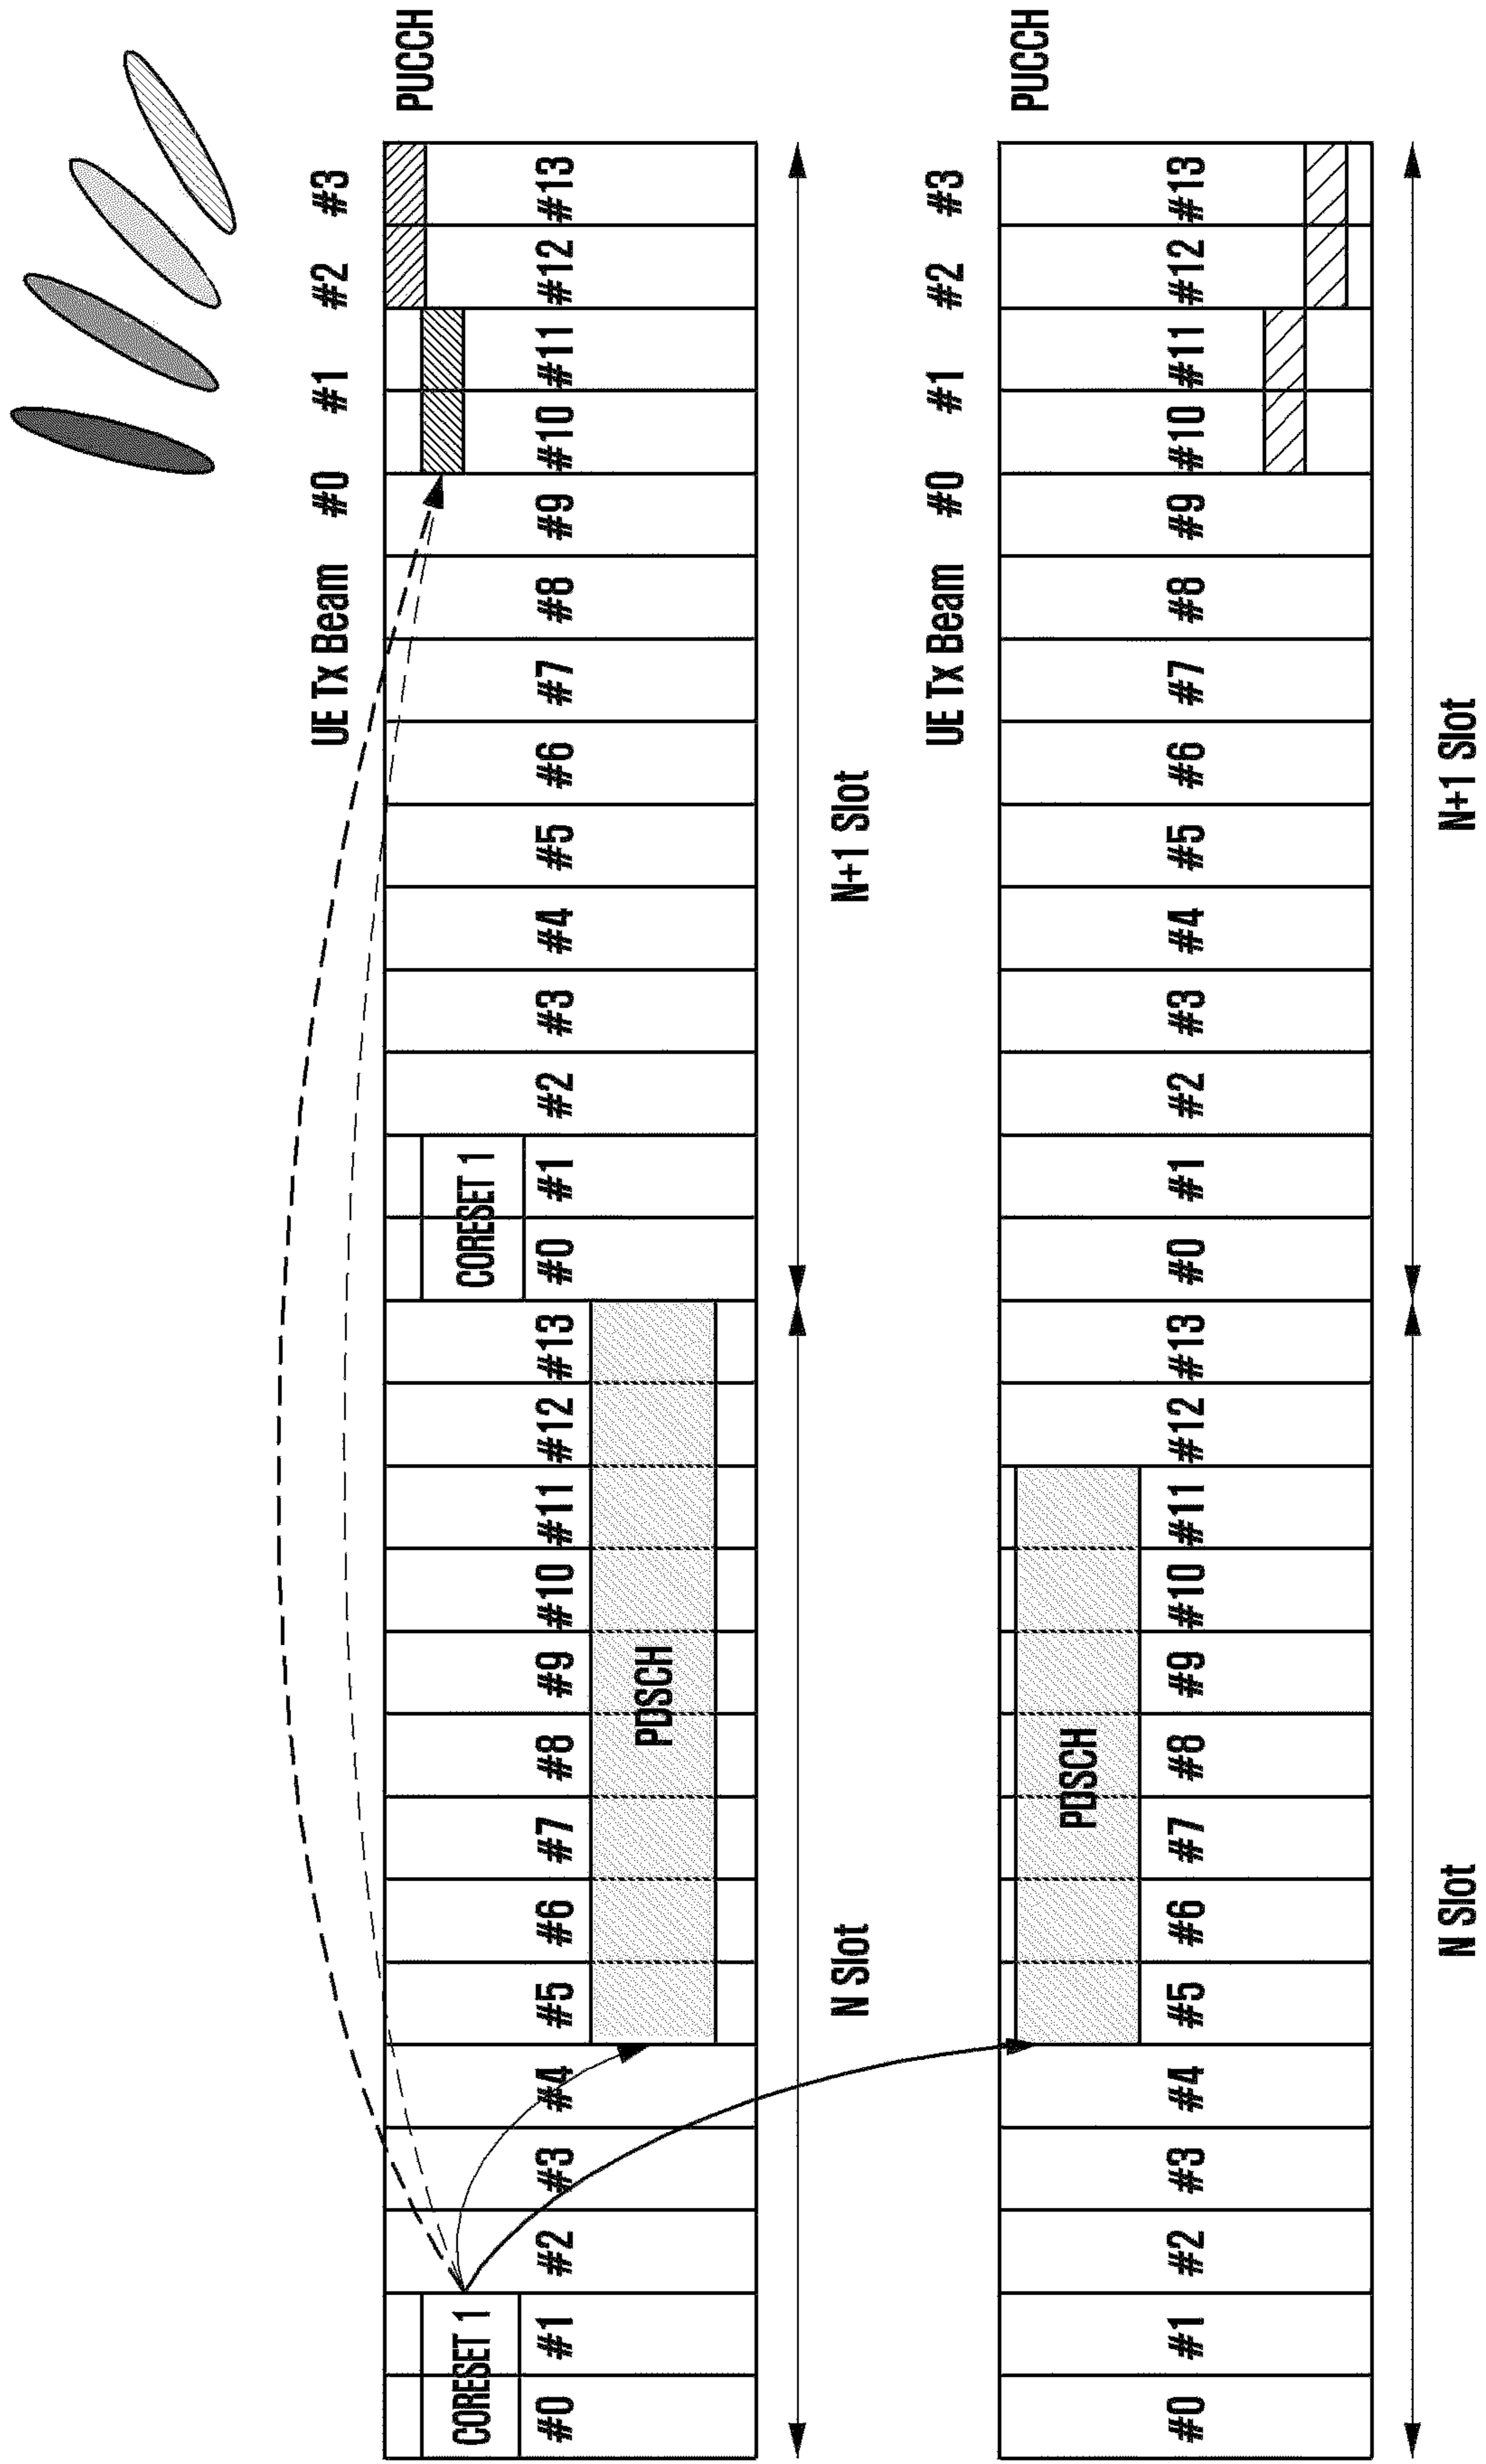 UE Tx Beam #0 #1 #2 #3
PUCCH
CORESET 1
CORESET 1
#0 #1 #2 #3 #4 #5 #6 #7 #8 #9 #10 #11 #12 #13 #0 #1 #2 #3 #4 #5 #6 #7 #8 #9 #10 #11 #12 #13
PDSCH
N Slot
N+1 Slot
UE Tx Beam #0 #1 #2 #3
PUCCH
PDSCH
#0 #1 #2 #3 #4 #5 #6 #7 #8 #9 #10 #11 #12 #13 #0 #1 #2 #3 #4 #5 #6 #7 #8 #9 #10 #11 #12 #13
N Slot
N+1 Slot